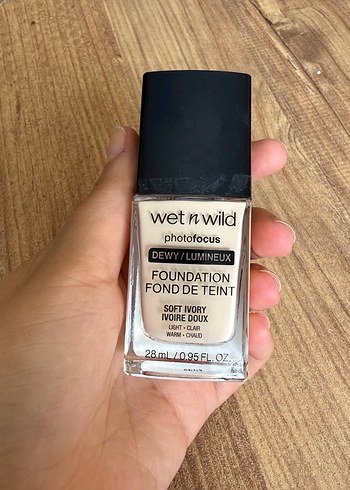 wet n wild
photofocus
DEWY / LUMINEUX
FOUNDATION
FOND DE TEINT
SOFT IVORY
IVOIRE DOUX
LIGHT • CLAIR
WARM • CHAUD
28 mL / 0.95 FL. OZ.